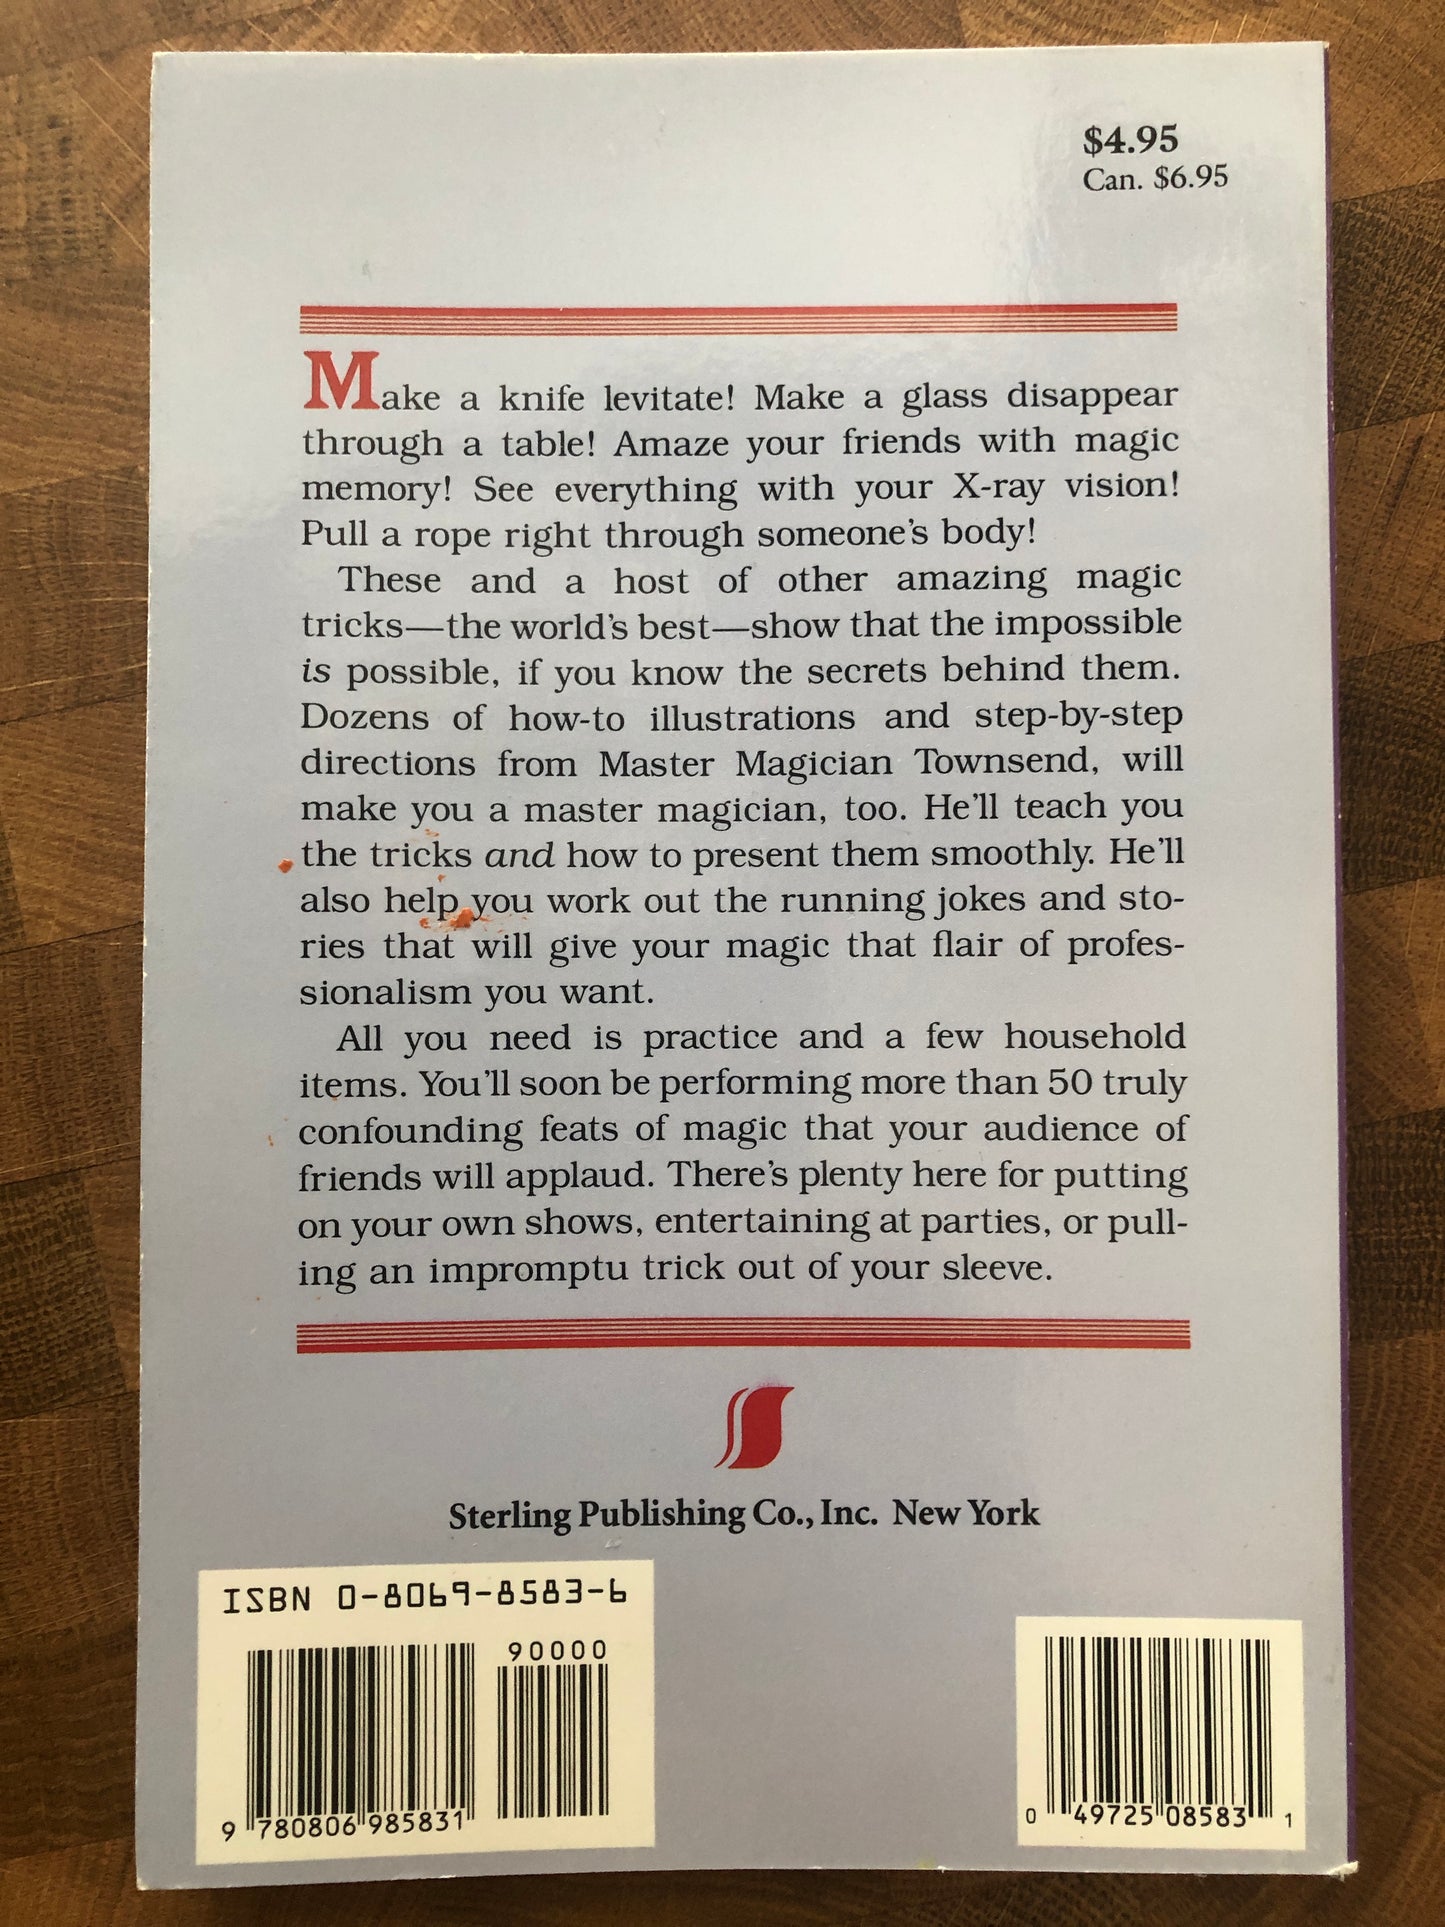 $4.95
Can. $6.95
Make a knife levitate! Make a glass disappear
through a table! Amaze your friends with magic
memory! See everything with your X-ray vision!
Pull a rope right through someone's body!
These and a host of other amazing magic
tricks—the world's best—show that the impossible
is possible, if you know the secrets behind them.
Dozens of how-to illustrations and step-by-step
directions from Master Magician Townsend, will
make you a master magician, too. He'll teach you
the tricks and how to present them smoothly. He'll
also help you work out the running jokes and sto-
ries that will give your magic that flair of profes-
sionalism you want.
All you need is practice and a few household
items. You'll soon be performing more than 50 truly
confounding feats of magic that your audience of
friends will applaud. There's plenty here for putting
on your own shows, entertaining at parties, or pull-
ing an impromptu trick out of your sleeve.
Sterling Publishing Co., Inc. New York
ISBN 0-8069-8583-6
90000
9 780806 985831
0 49725 08583 1